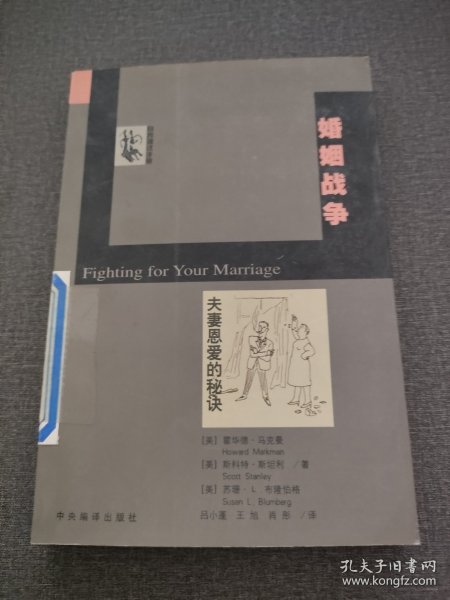 婚姻战争
Fighting for Your Marriage
夫妻恩爱的秘诀
[美] 霍华德·马克曼
Howard Markman
[美] 斯科特·斯坦利 /著
Scott Stanley
[美] 苏珊·L·布隆伯格
Susan L. Blumberg
吕小蓬 王旭 肖彤 /译
中央编译出版社
孔夫子旧书网
www.kongfz.com